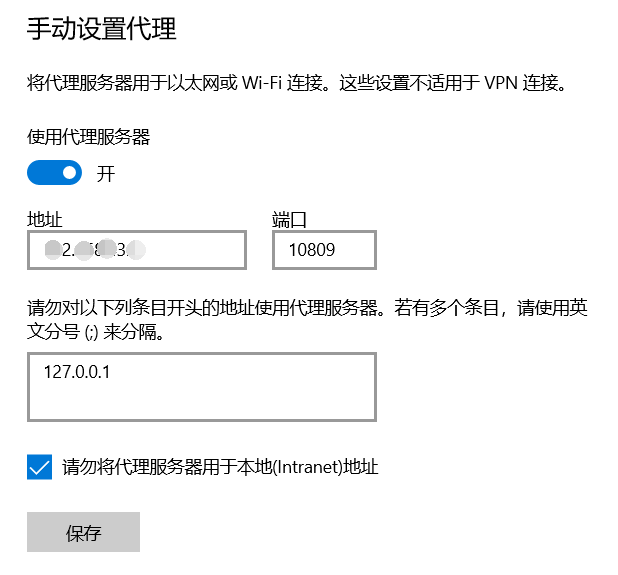 手动设置代理
将代理服务器用于以太网或 Wi-Fi 连接。这些设置不适用于 VPN 连接。
使用代理服务器
开
地址 端口
10809
请勿对以下列条目开头的地址使用代理服务器。若有多个条目，请使用英
文分号 (;) 来分隔。
127.0.0.1
请勿将代理服务器用于本地(Intranet)地址
保存